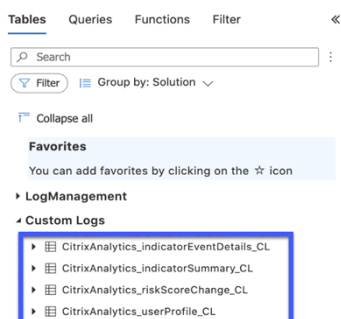 Tables Queries Functions Filter
Search
Filter Group by: Solution
Collapse all
Favorites
You can add favorites by clicking on the ☆ icon
LogManagement
Custom Logs
CitrixAnalytics_indicatorEventDetails_CL
CitrixAnalytics_indicatorSummary_CL
CitrixAnalytics_riskScoreChange_CL
CitrixAnalytics_userProfile_CL